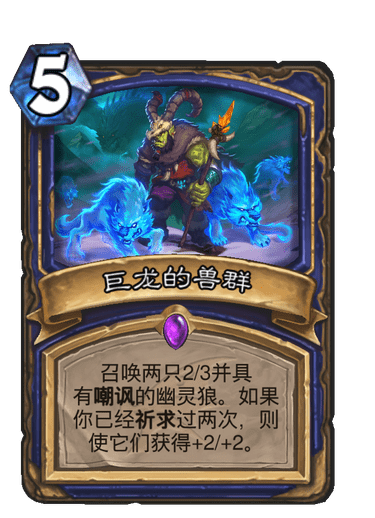 5
巨龙的兽群
召唤两只2/3并具
有嘲讽的幽灵狼。如果
你已经祈求过两次，则
使它们获得+2/+2。